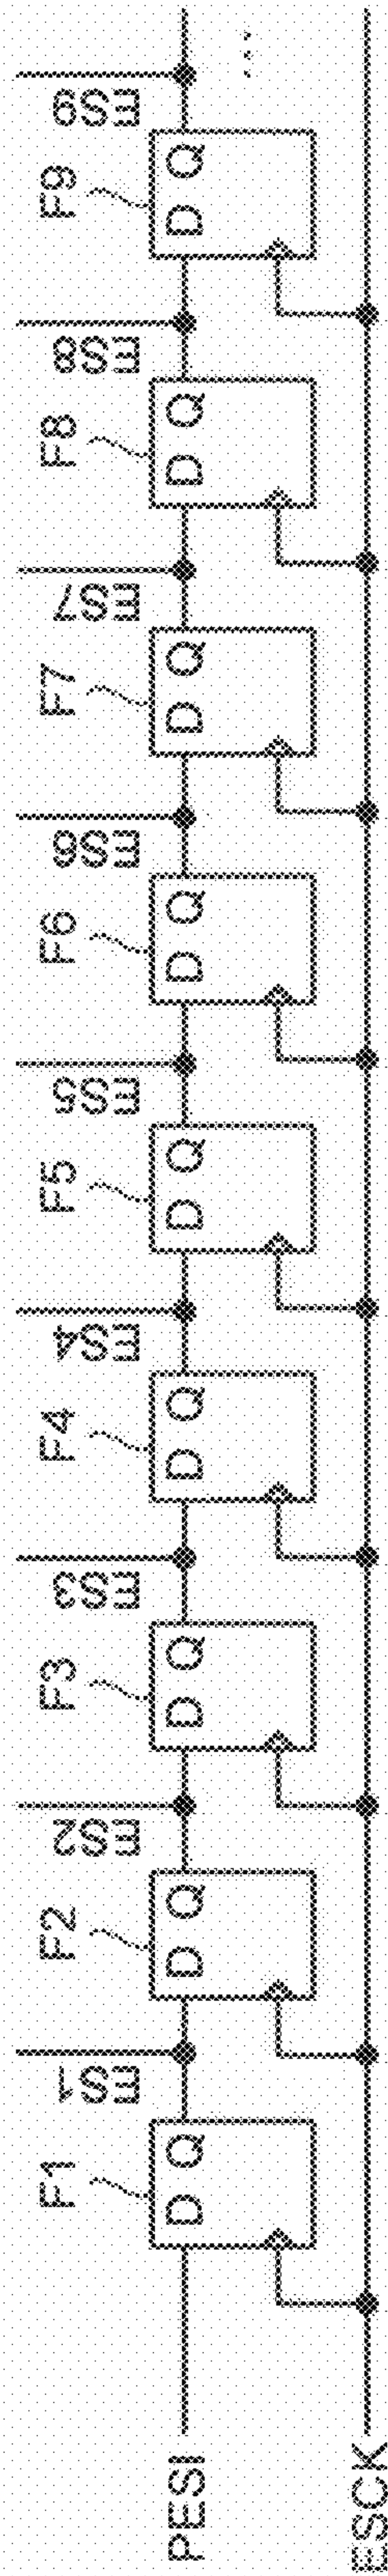 F1 F2 F3 F4 F5 F6 F7 F8 F9
ES1 ES2 ES3 ES4 ES5 ES6 ES7 ES8 ES9
PESI D Q D Q D Q D Q D Q D Q D Q D Q D Q
...
ESCK